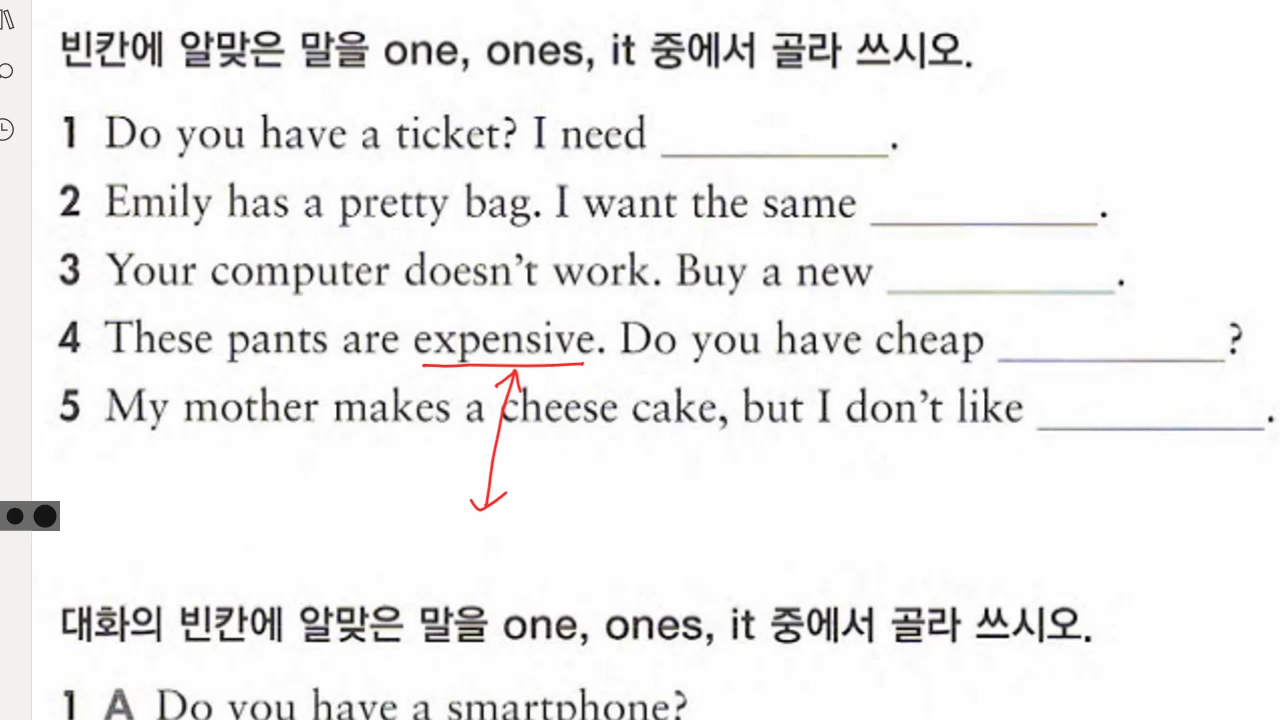 빈칸에 알맞은 말을 one, ones, it 중에서 골라 쓰시오.
1 Do you have a ticket? I need ________.
2 Emily has a pretty bag. I want the same ________.
3 Your computer doesn't work. Buy a new ________.
4 These pants are expensive. Do you have cheap ________?
5 My mother makes a cheese cake, but I don't like ________.
대화의 빈칸에 알맞은 말을 one, ones, it 중에서 골라 쓰시오.
1 A Do you have a smartphone?